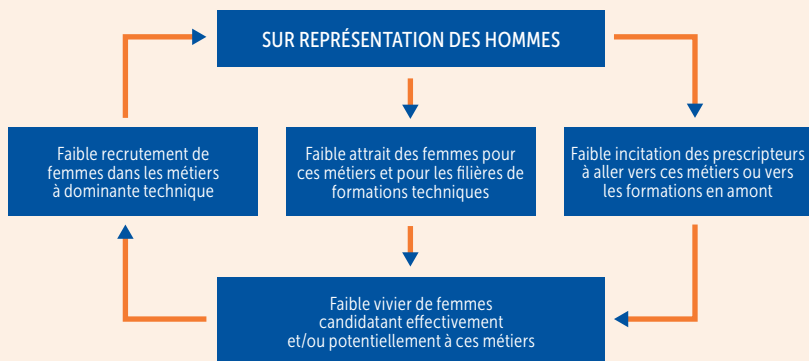 SUR REPRÉSENTATION DES HOMMES
Faible recrutement de
femmes dans les métiers
à dominante technique
Faible attrait des femmes pour
ces métiers et pour les filières de
formations techniques
Faible incitation des prescripteurs
à aller vers ces métiers ou vers
les formations en amont
Faible vivier de femmes
candidatant effectivement
et/ou potentiellement à ces métiers